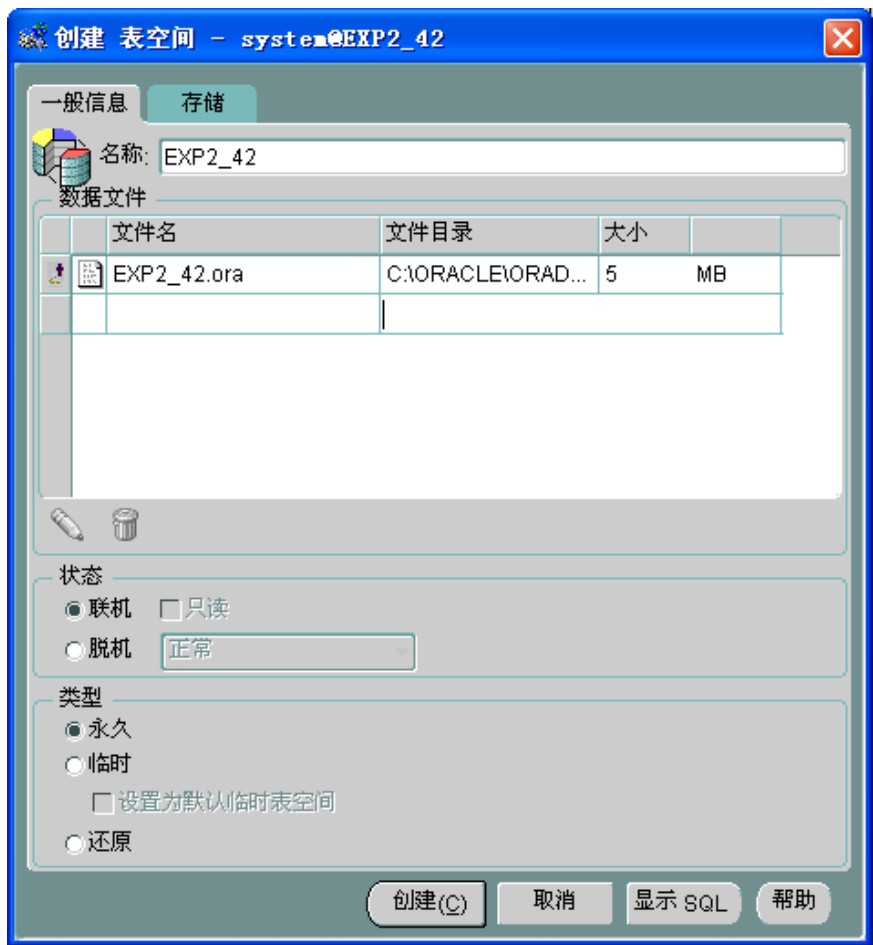 创建 表空间 - system@EXP2_42
一般信息 存储
名称: EXP2_42
数据文件
文件名 文件目录 大小
EXP2_42.ora C:\ORACLE\ORAD... 5 MB
状态
联机 只读
脱机 正常
类型
永久
临时
设置为默认临时表空间
还原
创建(C) 取消 显示 SQL 帮助